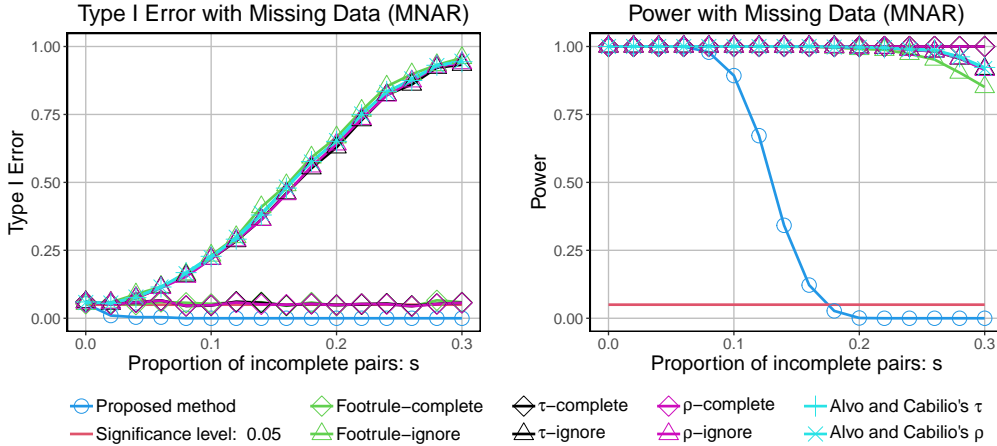 Type I Error with Missing Data (MNAR)
Power with Missing Data (MNAR)
Type I Error
1.00
0.75
0.50
0.25
0.00
0.0
0.1
0.2
0.3
Proportion of incomplete pairs: s
Power
1.00
0.75
0.50
0.25
0.00
0.0
0.1
0.2
0.3
Proportion of incomplete pairs: s
Proposed method
Footrule−complete
τ−complete
ρ−complete
Alvo and Cabilio's τ
Significance level: 0.05
Footrule−ignore
τ−ignore
ρ−ignore
Alvo and Cabilio's ρ